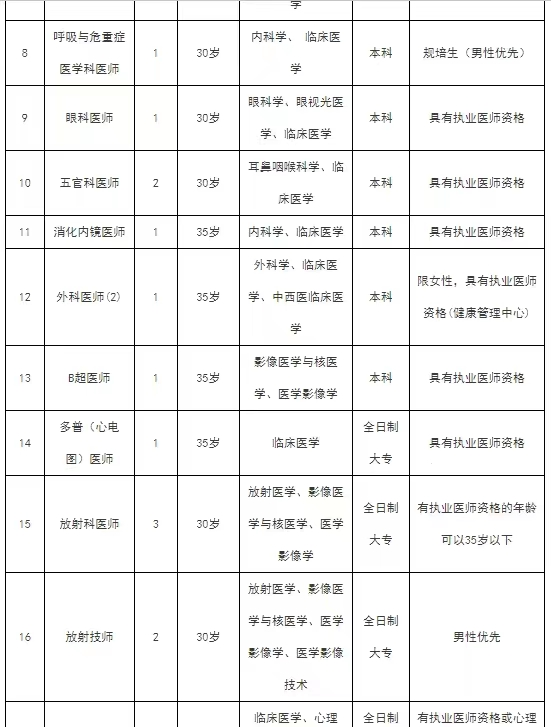 学
8 呼吸与危重症医学科医师 1 30岁 内科学、 临床医学 本科 规培生（男性优先）
9 眼科医师 1 30岁 眼科学、眼视光医学、临床医学 本科 具有执业医师资格
10 五官科医师 2 30岁 耳鼻咽喉科学、临床医学 本科 具有执业医师资格
11 消化内镜医师 1 35岁 内科学、临床医学 本科 具有执业医师资格
12 外科医师(2) 1 35岁 外科学、临床医学、中西医临床医学 本科 限女性，具有执业医师资格(健康管理中心)
13 B超医师 1 35岁 影像医学与核医学、医学影像学 本科 具有执业医师资格
14 多普（心电图）医师 1 35岁 临床医学 全日制大专 具有执业医师资格
15 放射科医师 3 30岁 放射医学、影像医学与核医学、医学影像学 全日制大专 有执业医师资格的年龄可以35岁以下
16 放射技师 2 30岁 放射医学、影像医学与核医学、医学影像学、医学影像技术 全日制大专 男性优先
临床医学、心理 全日制 有执业医师资格或心理